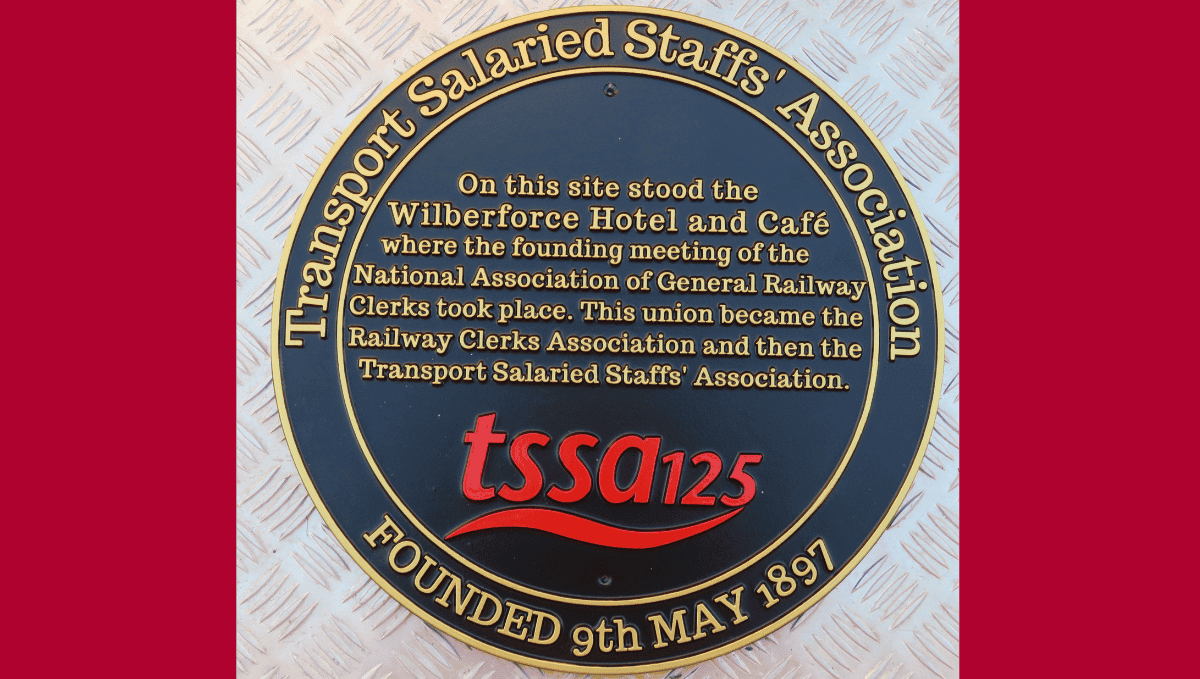 Transport Salaried Staffs' Association
On this site stood the
Wilberforce Hotel and Café
where the founding meeting of the
National Association of General Railway
Clerks took place. This union became the
Railway Clerks Association and then the
Transport Salaried Staffs' Association.
tssa125
FOUNDED 9th MAY 1897